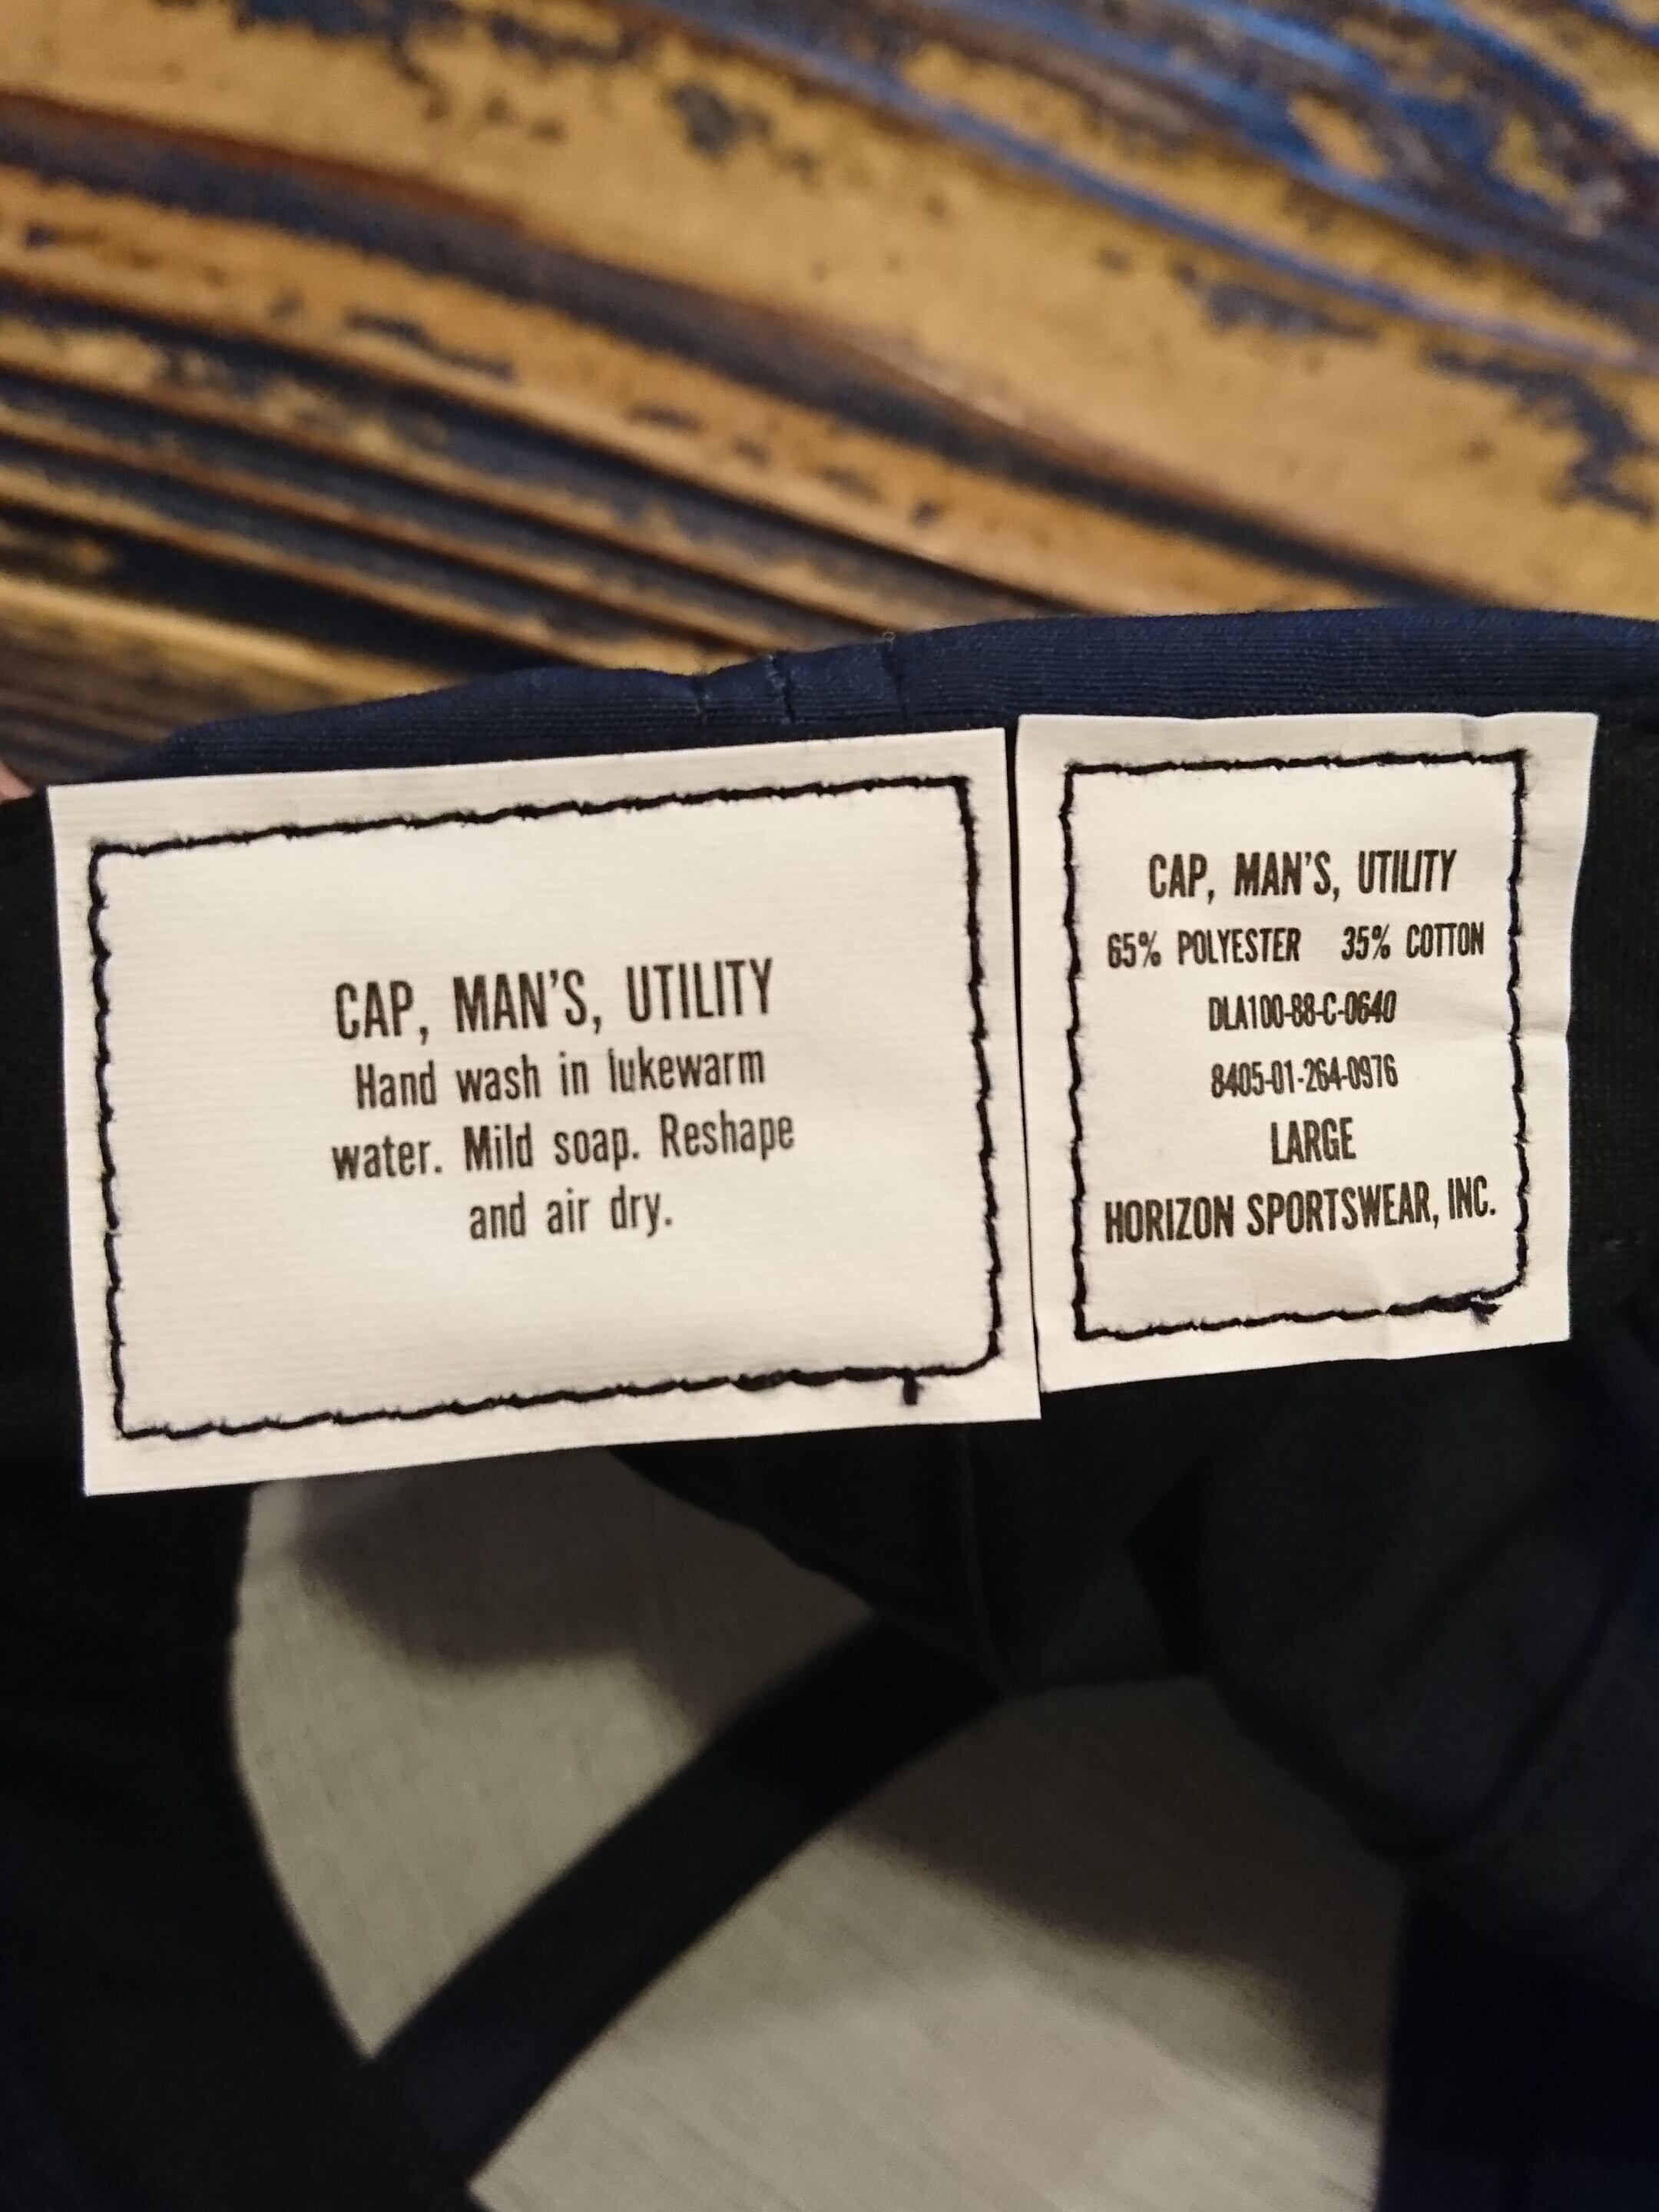 CAP, MAN'S, UTILITY
Hand wash in lukewarm
water. Mild soap. Reshape
and air dry.
CAP, MAN'S, UTILITY
65% POLYESTER 35% COTTON
DLA100-88-C-0640
8405-01-264-0976
LARGE
HORIZON SPORTSWEAR, INC.